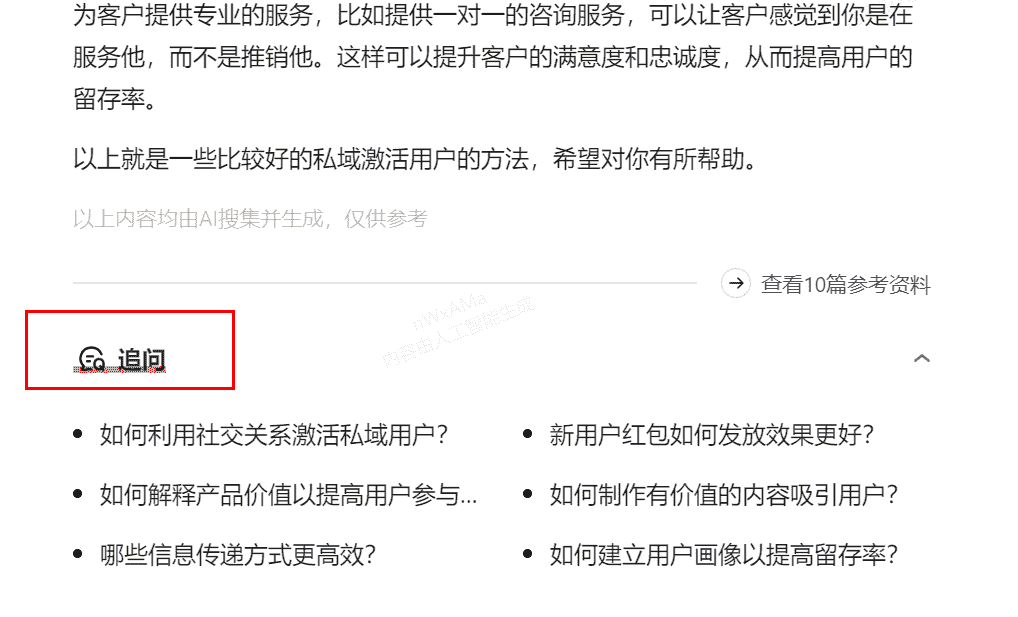 为客户提供专业的服务，比如提供一对一的咨询服务，可以让客户感觉到你是在
服务他，而不是推销他。这样可以提升客户的满意度和忠诚度，从而提高用户的
留存率。
以上就是一些比较好的私域激活用户的方法，希望对你有所帮助。
以上内容均由AI搜集并生成，仅供参考
查看10篇参考资料
nWxAMa
内容由人工智能生成
追问
如何利用社交关系激活私域用户？
新用户红包如何发放效果更好？
如何解释产品价值以提高用户参与...
如何制作有价值的内容吸引用户？
哪些信息传递方式更高效？
如何建立用户画像以提高留存率？